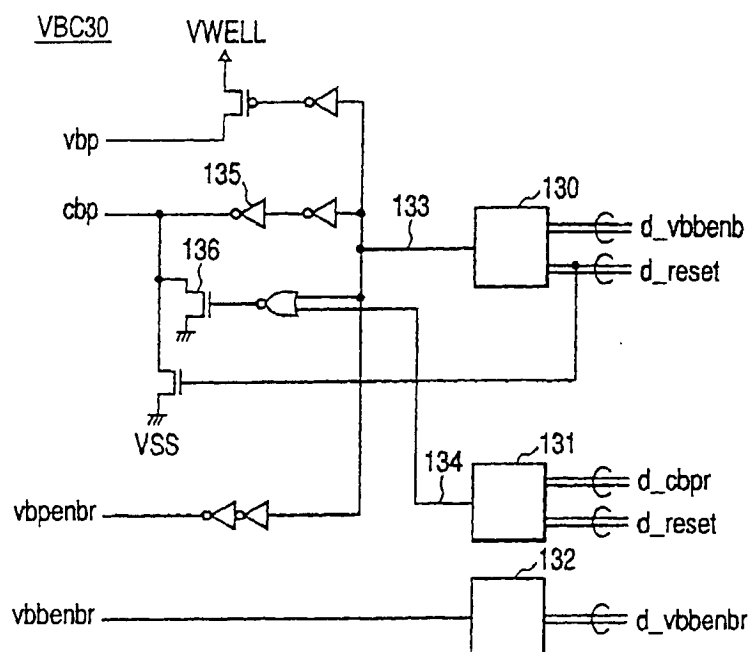 VBC30
VWELL
vbp
135
cbp
130
133
d_vbbenb
d_reset
136
VSS
131
134
d_cbpr
d_reset
vbpenbr
132
vbbenbr
d_vbbenbr